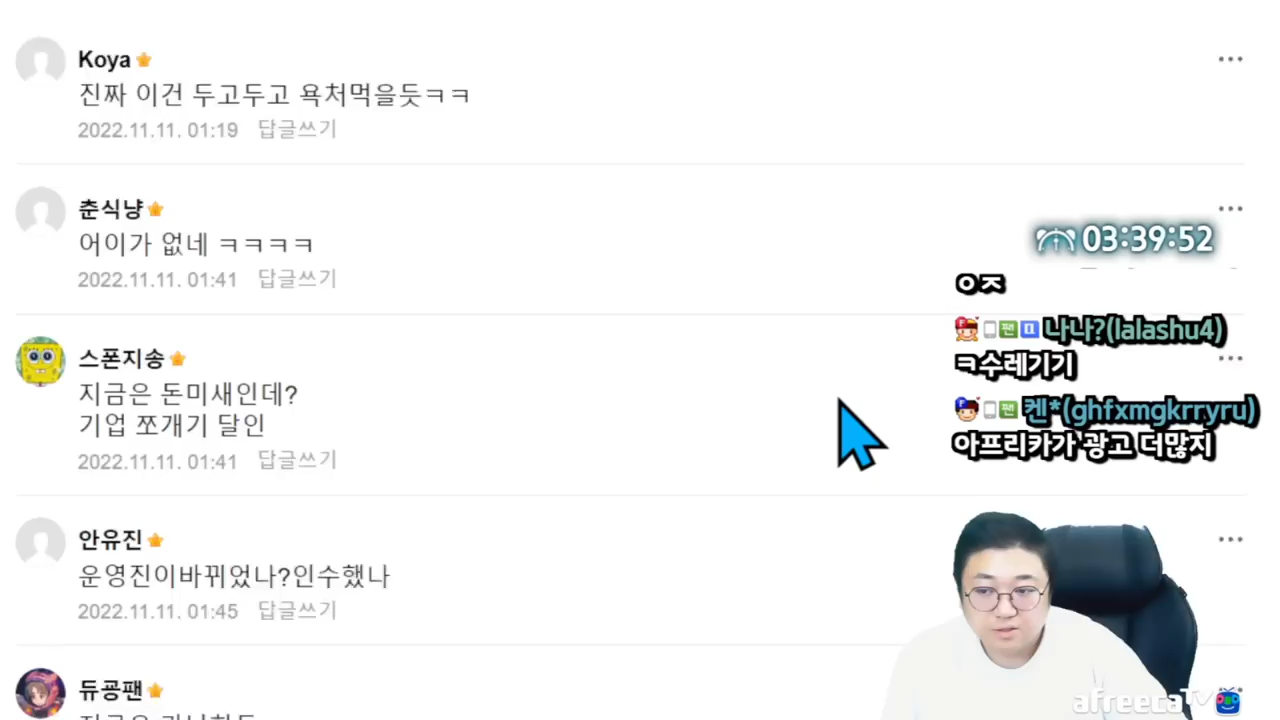 Koya
진짜 이건 두고두고 욕처먹을듯ㅋㅋ
2022.11.11. 01:19 답글쓰기
춘식냥
어이가 없네 ㅋㅋㅋㅋ
2022.11.11. 01:41 답글쓰기
스폰지송
지금은 돈미새인데?
기업 쪼개기 달인
2022.11.11. 01:41 답글쓰기
안유진
운영진이바뀌었나?인수했나
2022.11.11. 01:45 답글쓰기
듀공팬
03:39:52
ㅇㅈ
나나?(lalashu4)
ㅋ수레기기
켄*(ghfxmgkrryru)
아프리카가 광고 더많지
afreecaTV